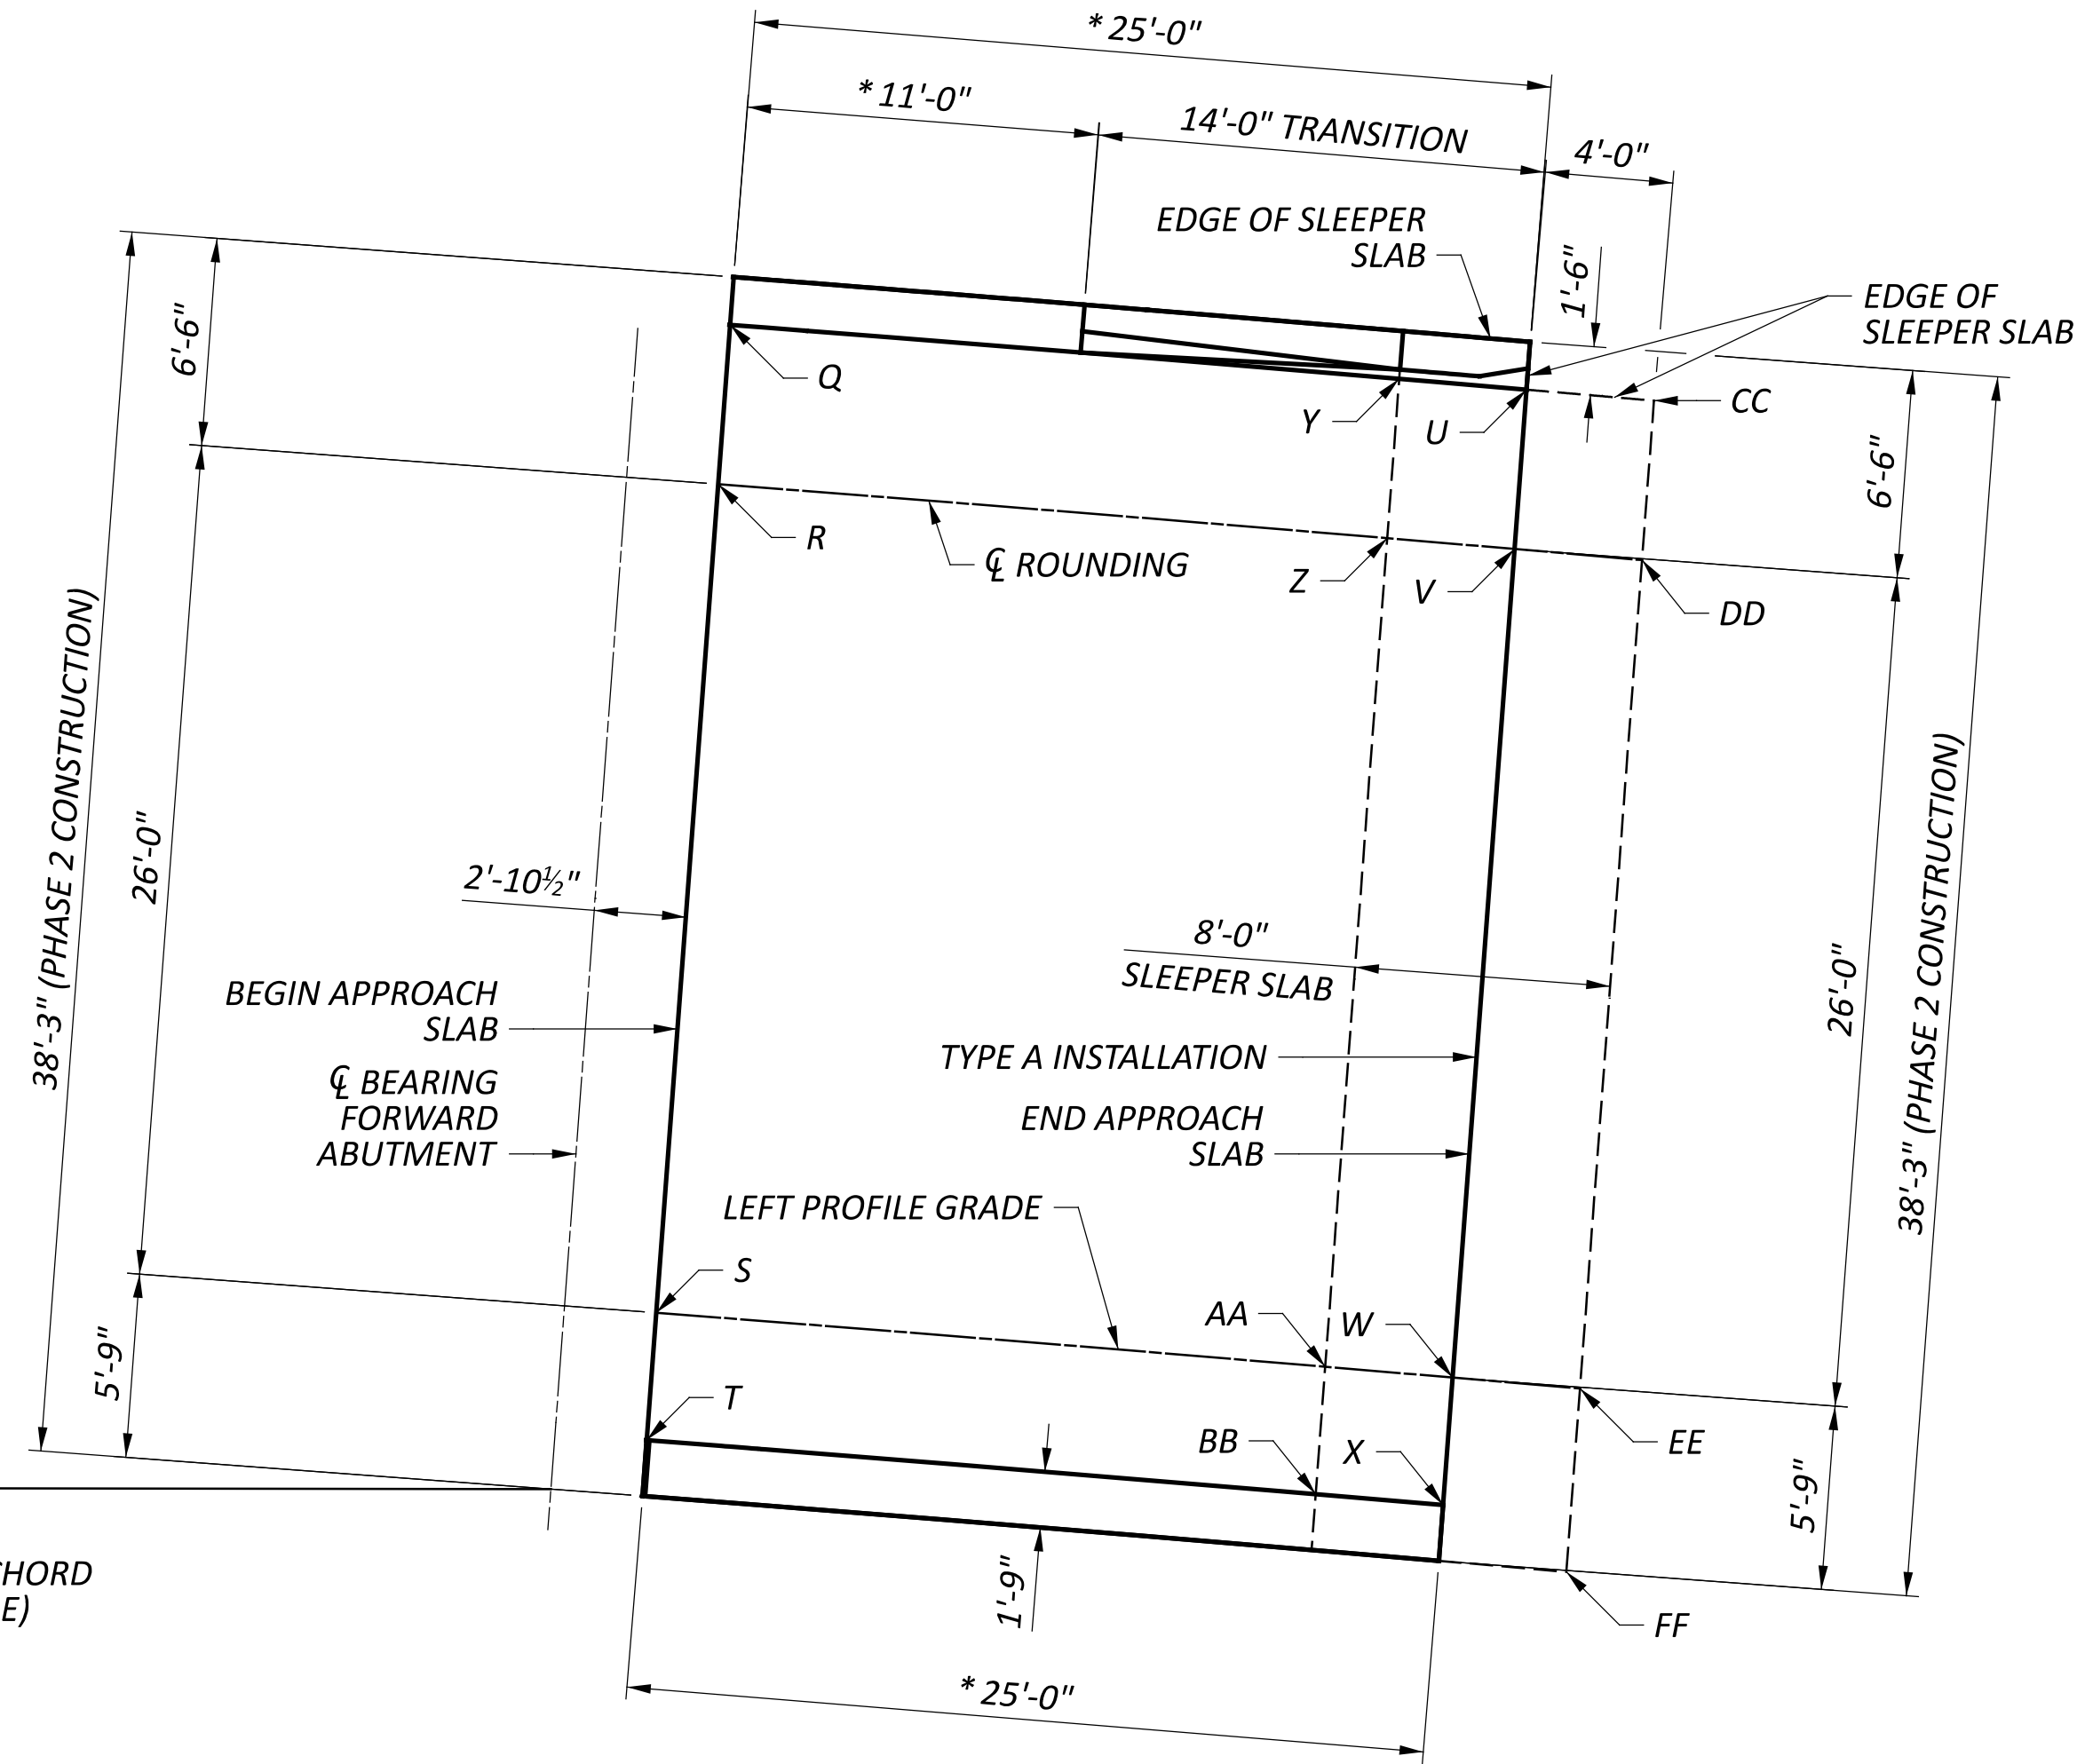 * 25'-0"
* 11'-0"
14'-0" TRANSITION
4'-0"
EDGE OF SLEEPER
SLAB
1'-6"
EDGE OF
SLEEPER SLAB
6'-6"
Q
Y
U
CC
6'-6"
R
℄ ROUNDING
Z
V
DD
38'-3" (PHASE 2 CONSTRUCTION)
26'-0"
2'-10½"
8'-0"
SLEEPER SLAB
26'-0"
38'-3" (PHASE 2 CONSTRUCTION)
BEGIN APPROACH
SLAB
TYPE A INSTALLATION
℄ BEARING
FORWARD
ABUTMENT
END APPROACH
SLAB
LEFT PROFILE GRADE
S
AA
W
5'-9"
T
BB
X
EE
5'-9"
HORD
E)
1'-9"
FF
* 25'-0"